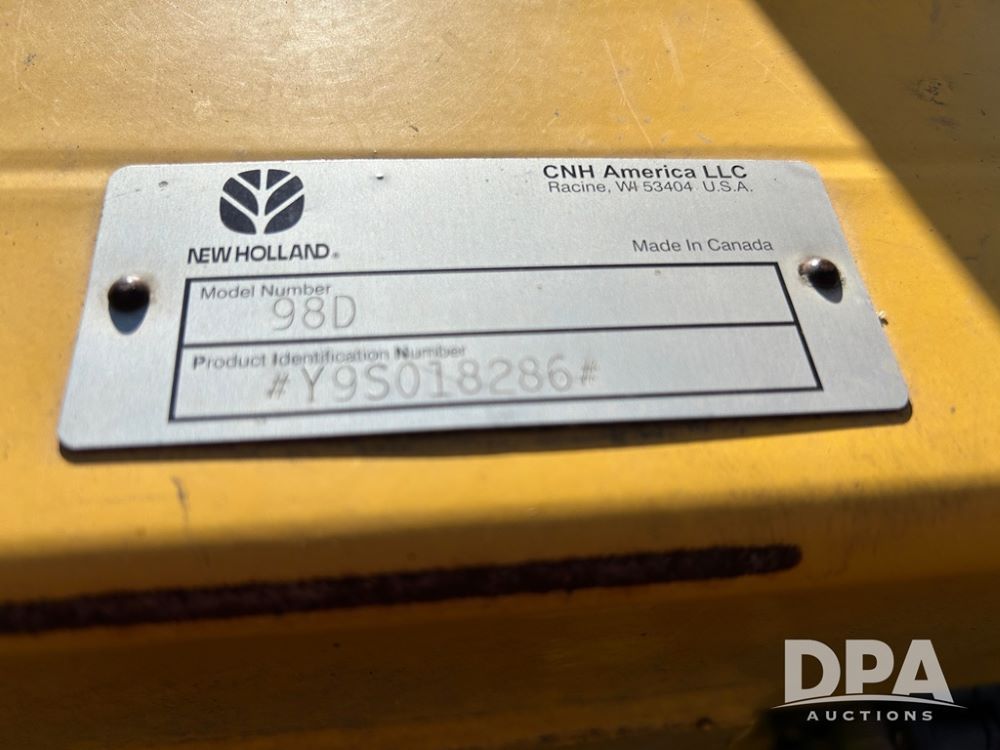 CNH America LLC
Racine, WI 53404 U.S.A.
NEW HOLLAND®
Made In Canada
Model Number
98D
Product Identification Number
#Y9S018286#
DPA
AUCTIONS